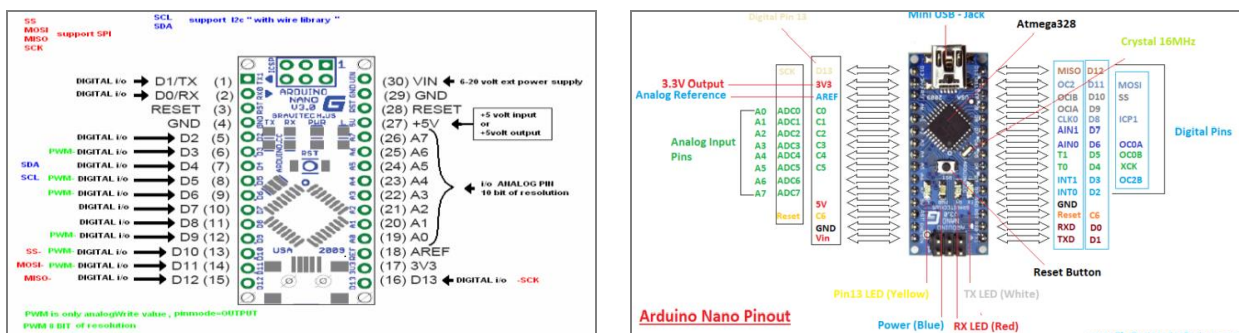 SS
MOSI
MISO
SCK
support SPI
SCL
SDA
support I2c "with wire library"
DIGITAL i/o D1/TX (1)
DIGITAL i/o D0/RX (2)
RESET (3)
GND (4)
DIGITAL i/o D2 (5)
PWM- DIGITAL i/o D3 (6)
SDA DIGITAL i/o D4 (7)
SCL PWM- DIGITAL i/o D5 (8)
PWM- DIGITAL i/o D6 (9)
DIGITAL i/o D7 (10)
DIGITAL i/o D8 (11)
PWM- DIGITAL i/o D9 (12)
SS- PWM- DIGITAL i/o D10 (13)
MOSI- PWM- DIGITAL i/o D11 (14)
MISO- DIGITAL i/o D12 (15)
ICSP
1
ARDUINO
NANO
V3.0
GRAVITECH.US
TX RX PWR L
RST
USA 2009
(30) VIN 6-20 volt ext power supply
(29) GND
(28) RESET
(27) +5V +5 volt input
or
+5volt output
(26) A7
(25) A6
(24) A5
(23) A4
(22) A3
(21) A2
(20) A1
(19) A0
i/o ANALOG PIN
10 bit of resolution
(18) AREF
(17) 3V3
(16) D13 DIGITAL i/o -SCK
PWM is only analogWrite value , pinmode=OUTPUT
PWM 8 BIT of resolution
Digital Pin 13
Mini USB - Jack
Atmega328
Crystal 16MHz
SCK D13
3.3V Output 3V3
Analog Reference AREF
Analog Input
Pins
A0 ADC0 C0
A1 ADC1 C1
A2 ADC2 C2
A3 ADC3 C3
A4 ADC4 C4
A5 ADC5 C5
A6 ADC6
A7 ADC7
5V
Reset C6
GND
Vin
MISO D12
OC2 D11 MOSI
OCIB D10 SS
OCIA D9
CLK0 D8 ICP1
AIN1 D7
AIN0 D6 OC0A
T1 D5 OC0B
T0 D4 XCK
INT1 D3 OC2B
INT0 D2
GND
Reset C6
RXD D0
TXD D1
Digital Pins
Reset Button
Pin13 LED (Yellow)
TX LED (White)
Power (Blue)
RX LED (Red)
Arduino Nano Pinout